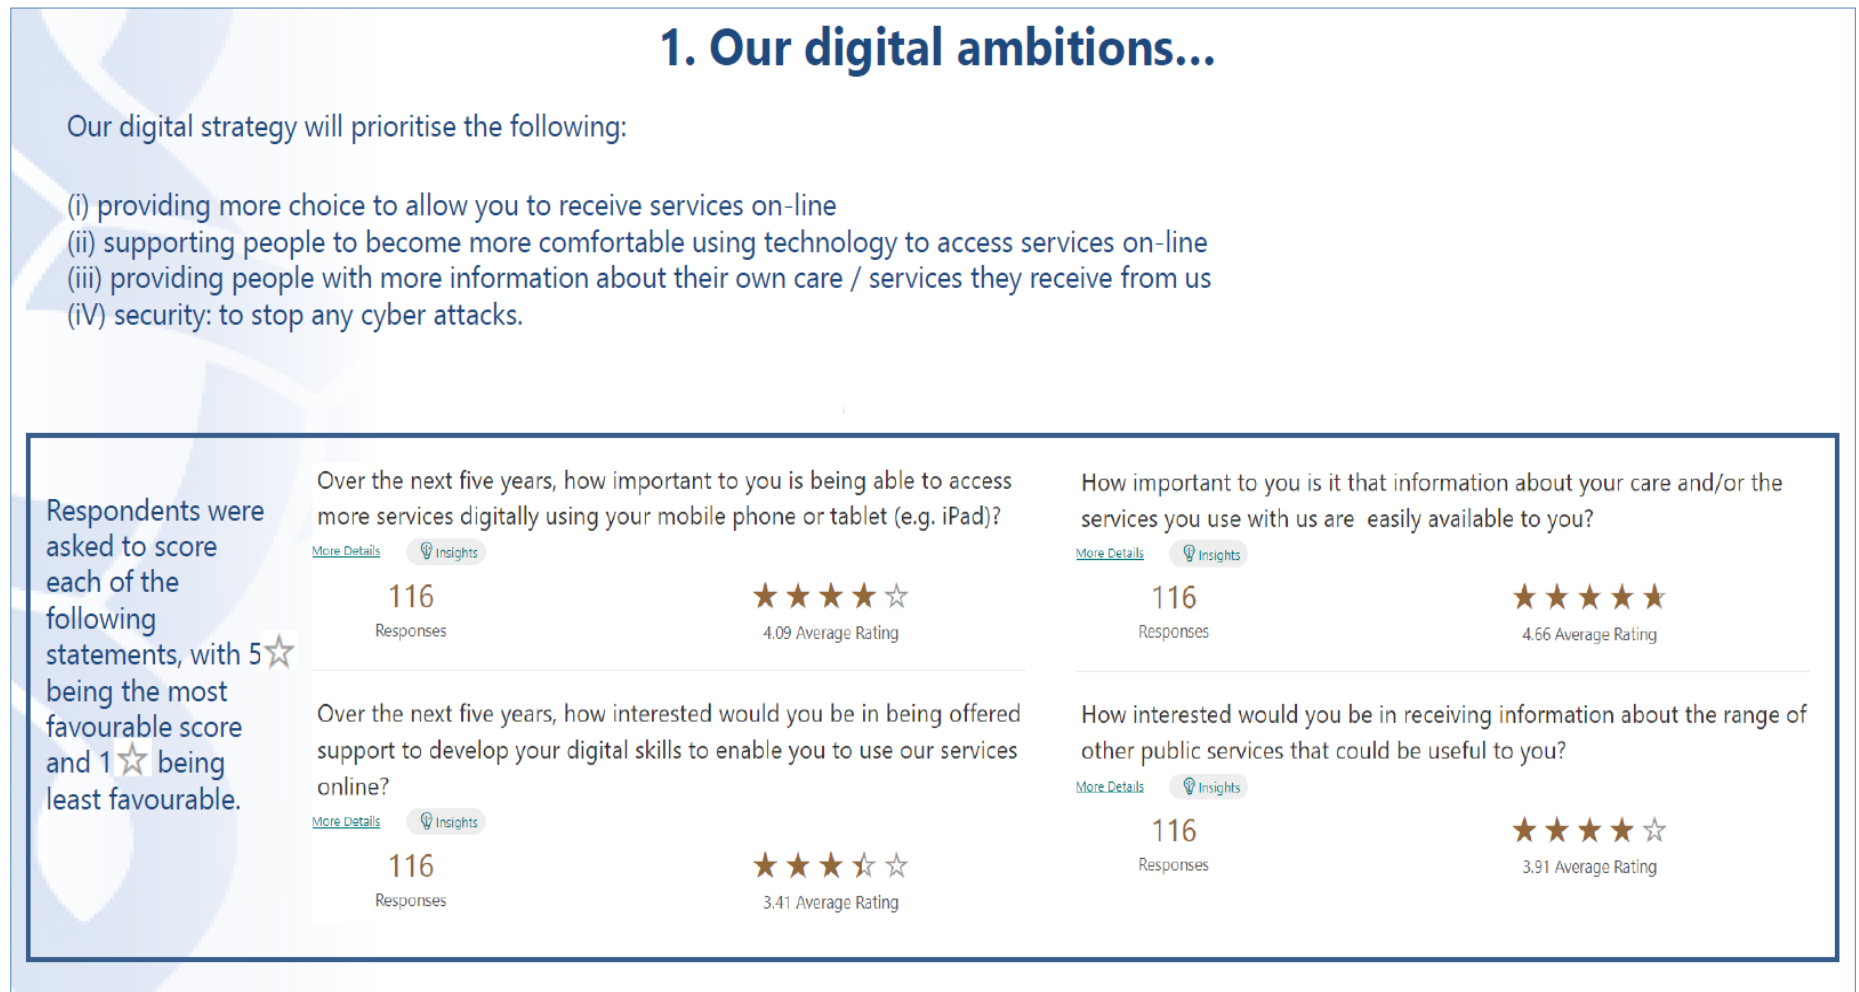 1. Our digital ambitions...
Our digital strategy will prioritise the following:
(i) providing more choice to allow you to receive services on-line
(ii) supporting people to become more comfortable using technology to access services on-line
(iii) providing people with more information about their own care / services they receive from us
(iV) security: to stop any cyber attacks.
Respondents were
asked to score
each of the
following
statements, with 5☆
being the most
favourable score
and 1☆ being
least favourable.
Over the next five years, how important to you is being able to access
more services digitally using your mobile phone or tablet (e.g. iPad)?
More Details Insights
116
Responses
4.09 Average Rating
Over the next five years, how interested would you be in being offered
support to develop your digital skills to enable you to use our services
online?
More Details Insights
116
Responses
3.41 Average Rating
How important to you is it that information about your care and/or the
services you use with us are easily available to you?
More Details Insights
116
Responses
4.66 Average Rating
How interested would you be in receiving information about the range of
other public services that could be useful to you?
More Details Insights
116
Responses
3.91 Average Rating